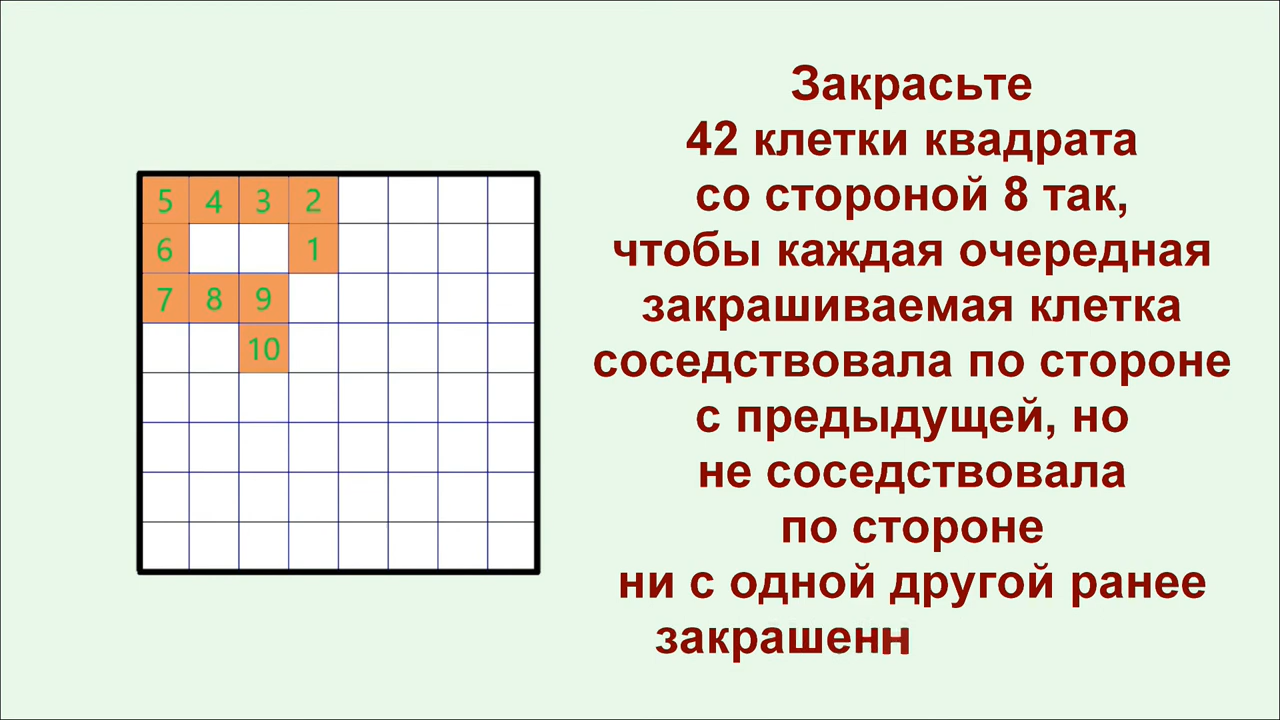 5 4 3 2
6 1
7 8 9
10
Закрасьте
42 клетки квадрата
со стороной 8 так,
чтобы каждая очередная
закрашиваемая клетка
соседствовала по стороне
с предыдущей, но
не соседствовала
по стороне
ни с одной другой ранее
закрашенн